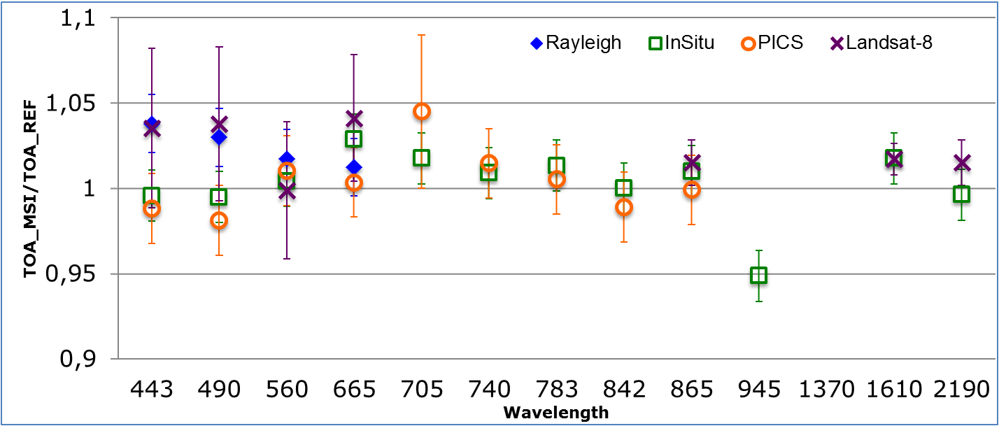 1,1
Rayleigh InSitu PICS Landsat-8
1,05
1
0,95
0,9
TOA_MSI/TOA_REF
443 490 560 665 705 740 783 842 865 945 1370 1610 2190
Wavelength